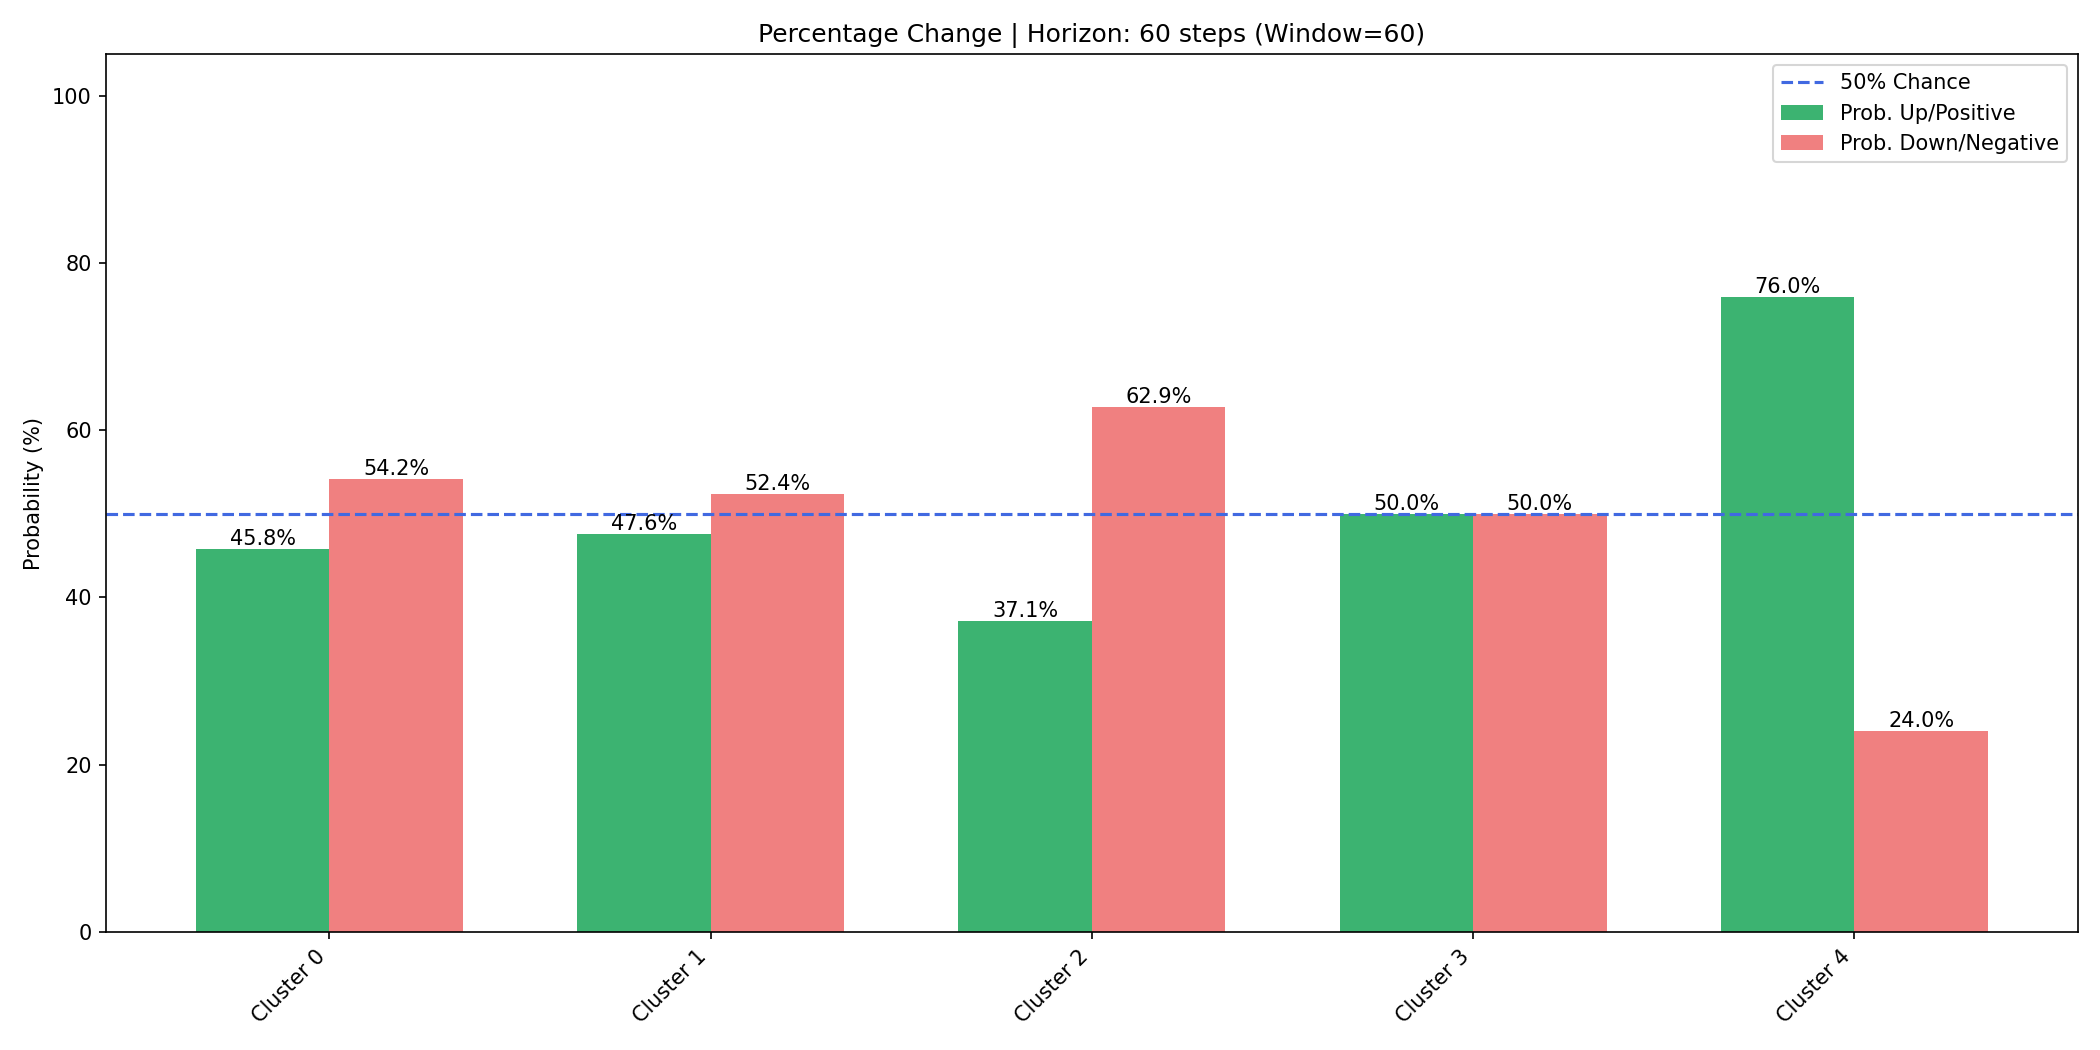 Percentage Change | Horizon: 60 steps (Window=60)
50% Chance
Prob. Up/Positive
Prob. Down/Negative
Probability (%)
100
80
60
40
20
0
45.8%
54.2%
47.6%
52.4%
37.1%
62.9%
50.0%
50.0%
76.0%
24.0%
Cluster 0
Cluster 1
Cluster 2
Cluster 3
Cluster 4